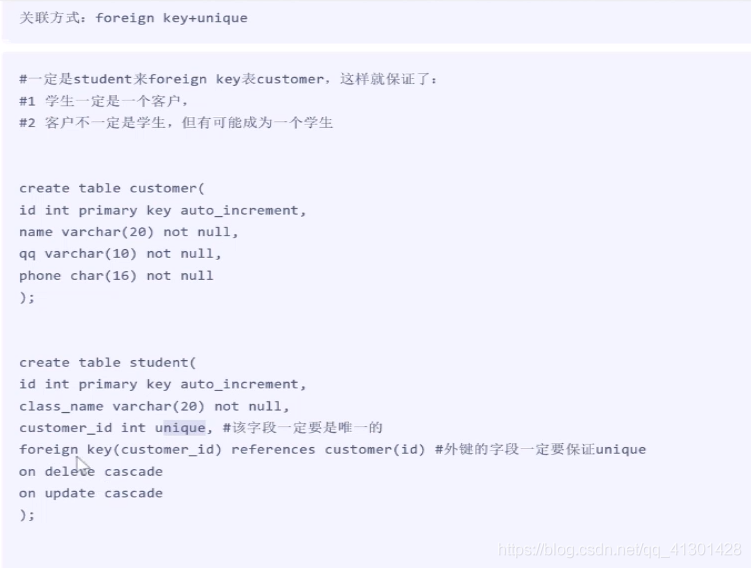 关联方式：foreign key+unique
#一定是student来foreign key表customer，这样就保证了：
#1 学生一定是一个客户，
#2 客户不一定是学生，但有可能成为一个学生
create table customer(
id int primary key auto_increment,
name varchar(20) not null,
qq varchar(10) not null,
phone char(16) not null
);
create table student(
id int primary key auto_increment,
class_name varchar(20) not null,
customer_id int unique, #该字段一定要是唯一的
foreign key(customer_id) references customer(id) #外键的字段一定要保证unique
on delete cascade
on update cascade
);
https://blog.csdn.net/qq_41301428